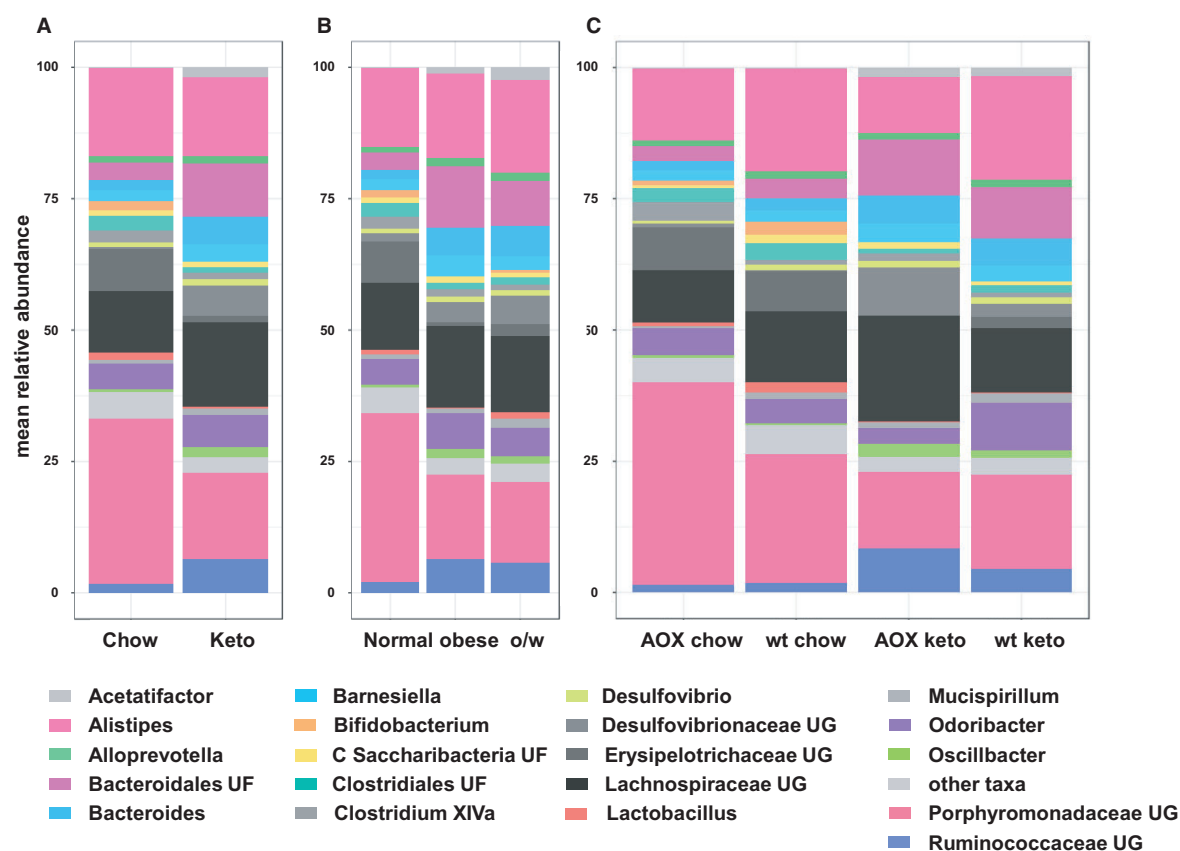 A
B
C
100
75
50
25
0
mean relative abundance
Chow Keto
100
75
50
25
0
Normal obese o/w
100
75
50
25
0
AOX chow wt chow AOX keto wt keto
Acetatifactor
Alistipes
Alloprevotella
Bacteroidales UF
Bacteroides
Barnesiella
Bifidobacterium
C Saccharibacteria UF
Clostridiales UF
Clostridium XIVa
Desulfovibrio
Desulfovibrionaceae UG
Erysipelotrichaceae UG
Lachnospiraceae UG
Lactobacillus
Mucispirillum
Odoribacter
Oscillbacter
other taxa
Porphyromonadaceae UG
Ruminococcaceae UG